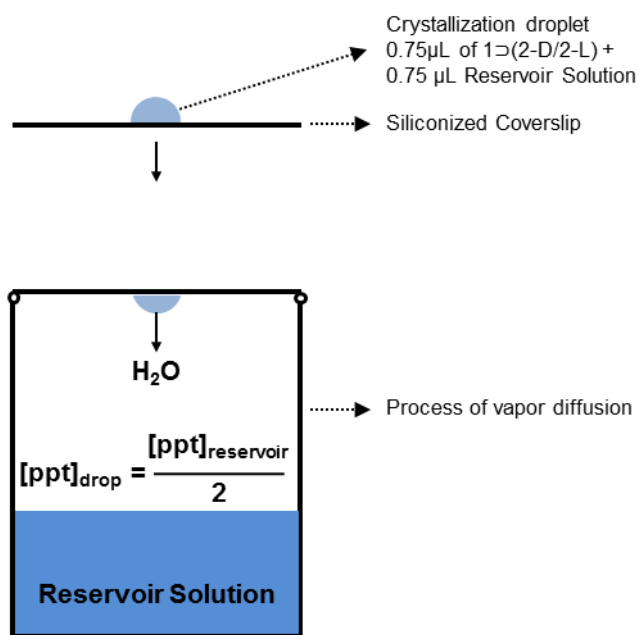 Crystallization droplet
0.75µL of 1⊃(2-D/2-L) +
0.75 µL Reservoir Solution
Siliconized Coverslip
H₂O
Process of vapor diffusion
[ppt]drop = [ppt]reservoir
2
Reservoir Solution